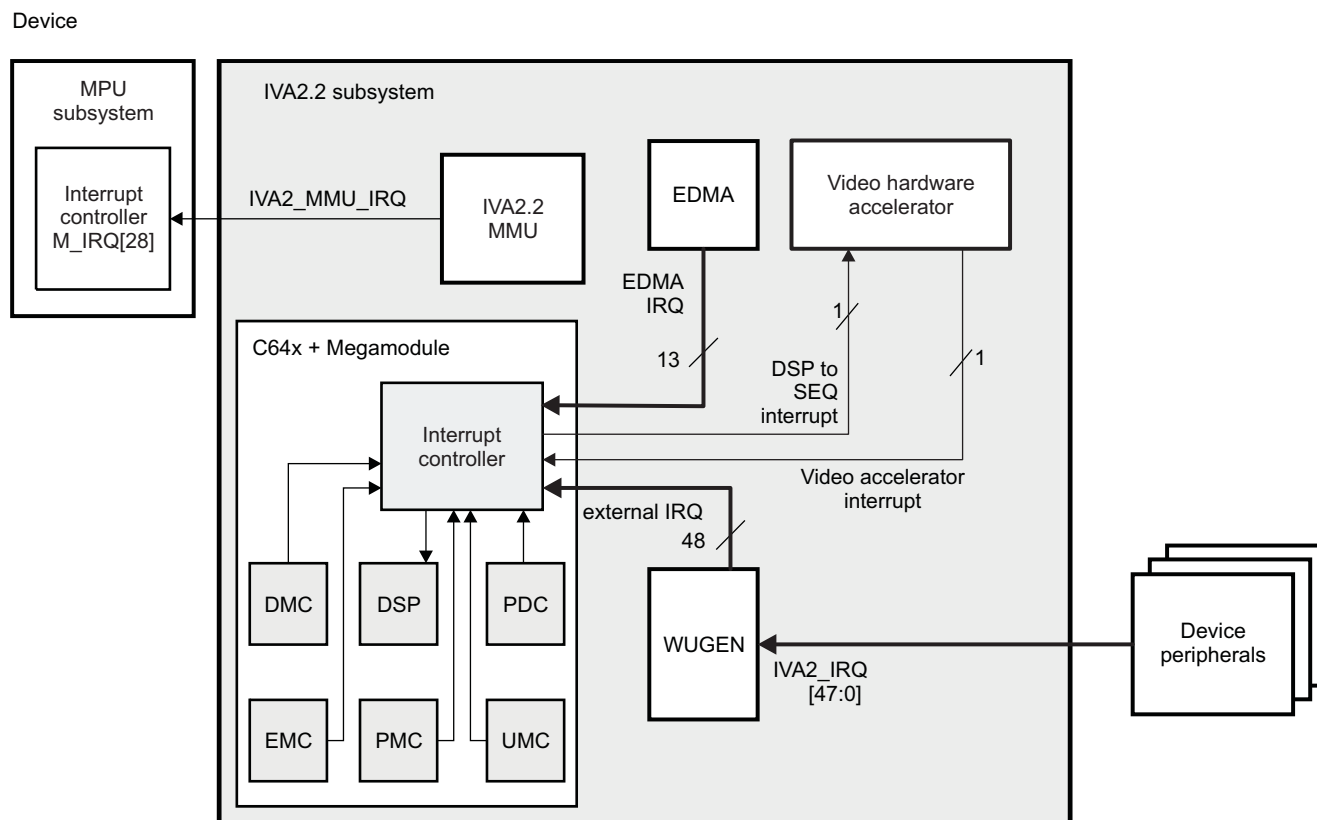 Device
MPU
subsystem
Interrupt
controller
M_IRQ[28]
IVA2.2 subsystem
IVA2_MMU_IRQ
IVA2.2
MMU
EDMA
Video hardware
accelerator
EDMA
IRQ
13
1
DSP to
SEQ
interrupt
1
C64x + Megamodule
Interrupt
controller
Video accelerator
interrupt
external IRQ
48
DMC
DSP
PDC
EMC
PMC
UMC
WUGEN
IVA2_IRQ
[47:0]
Device
peripherals